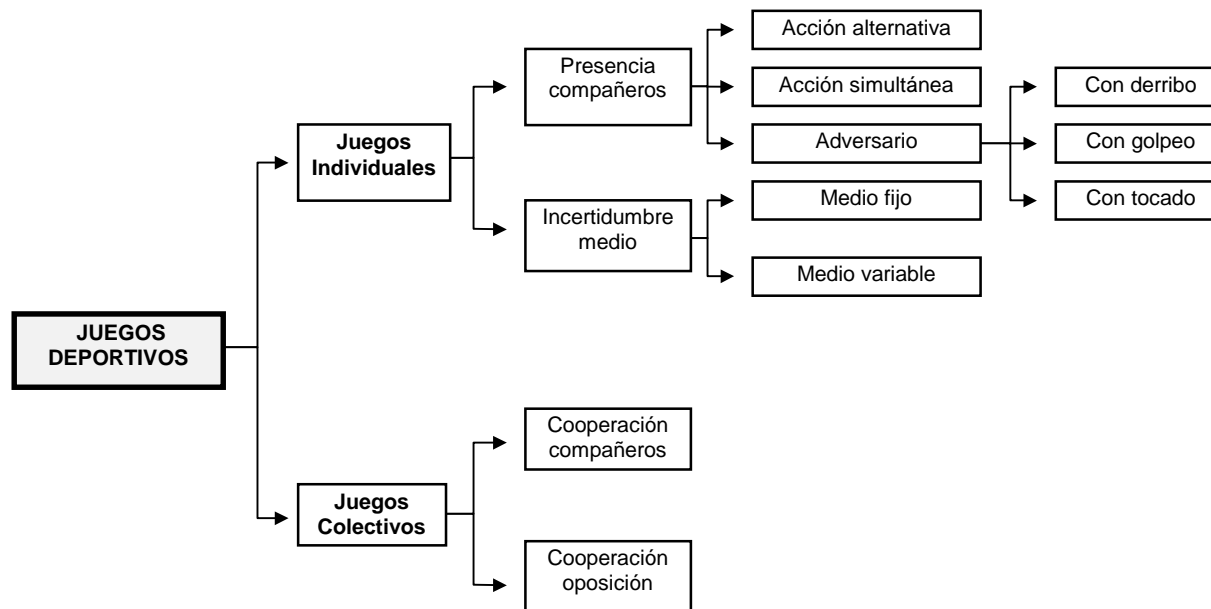 Acción alternativa
Presencia
compañeros
Acción simultánea
Con derribo
Juegos
Individuales
Adversario
Con golpeo
Medio fijo
Con tocado
Incertidumbre
medio
Medio variable
JUEGOS
DEPORTIVOS
Cooperación
compañeros
Juegos
Colectivos
Cooperación
oposición